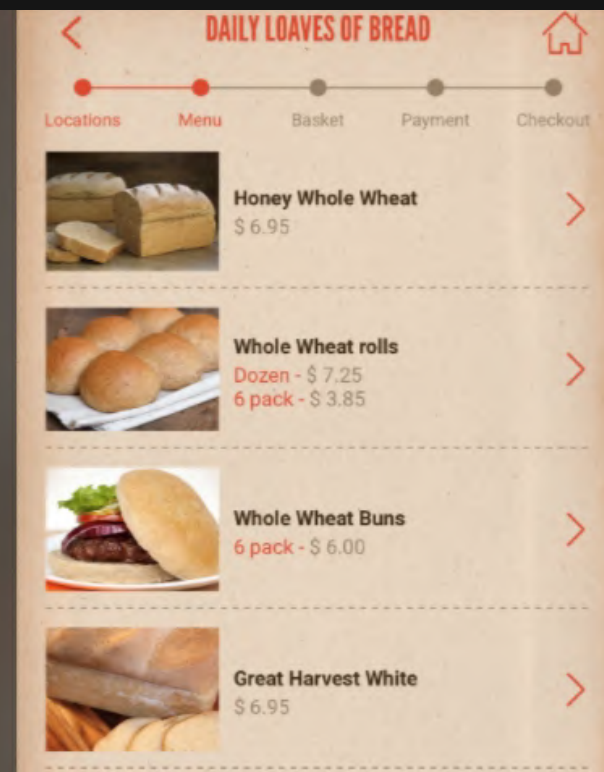 DAILY LOAVES OF BREAD
Locations Menu Basket Payment Checkout
Honey Whole Wheat
$ 6.95
Whole Wheat rolls
Dozen - $ 7.25
6 pack - $ 3.85
Whole Wheat Buns
6 pack - $ 6.00
Great Harvest White
$ 6.95